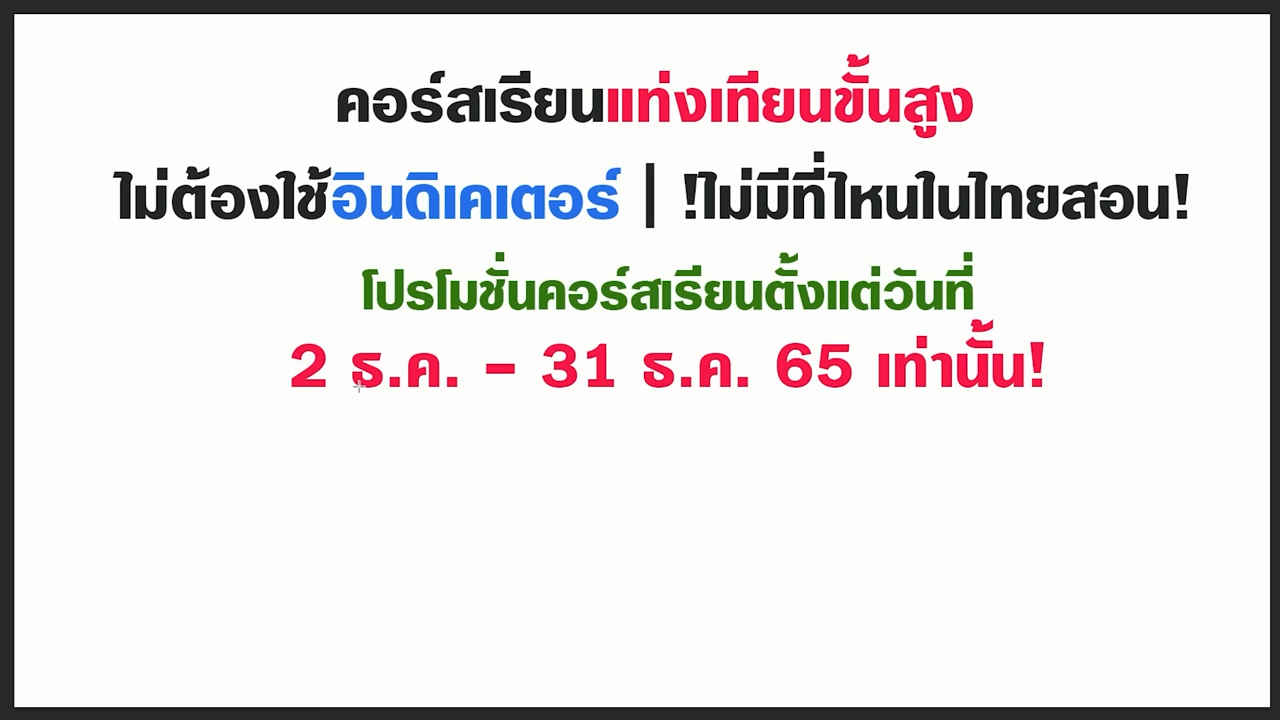 คอร์สเรียนแท่งเทียนขั้นสูง
ไม่ต้องใช้อินดิเคเตอร์ | !ไม่มีที่ไหนในไทยสอน!
โปรโมชั่นคอร์สเรียนตั้งแต่วันที่
2 ธ.ค. - 31 ธ.ค. 65 เท่านั้น!